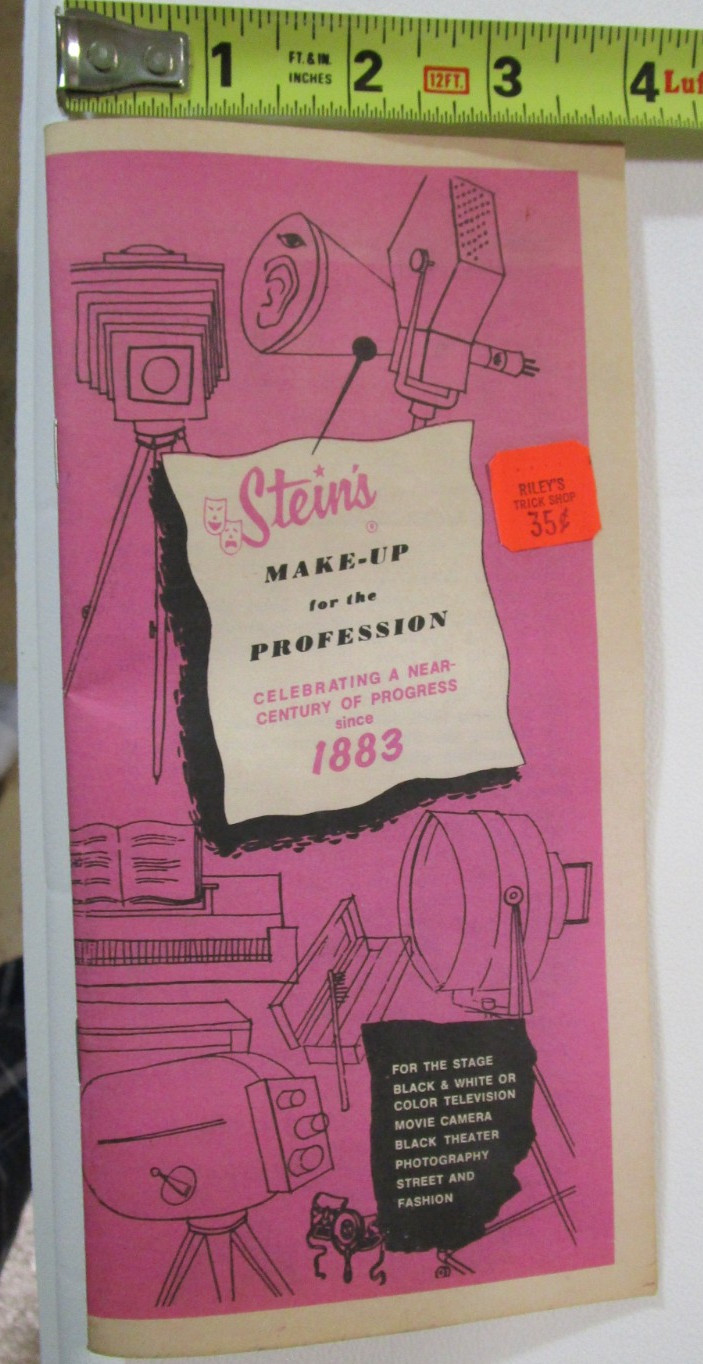 1 FT. & IN. INCHES 2 12FT. 3 4 Luf
Stein's ®
MAKE-UP
for the
PROFESSION
CELEBRATING A NEAR-
CENTURY OF PROGRESS
since
1883
RILEY'S
TRICK SHOP
35¢
FOR THE STAGE
BLACK & WHITE OR
COLOR TELEVISION
MOVIE CAMERA
BLACK THEATER
PHOTOGRAPHY
STREET AND
FASHION